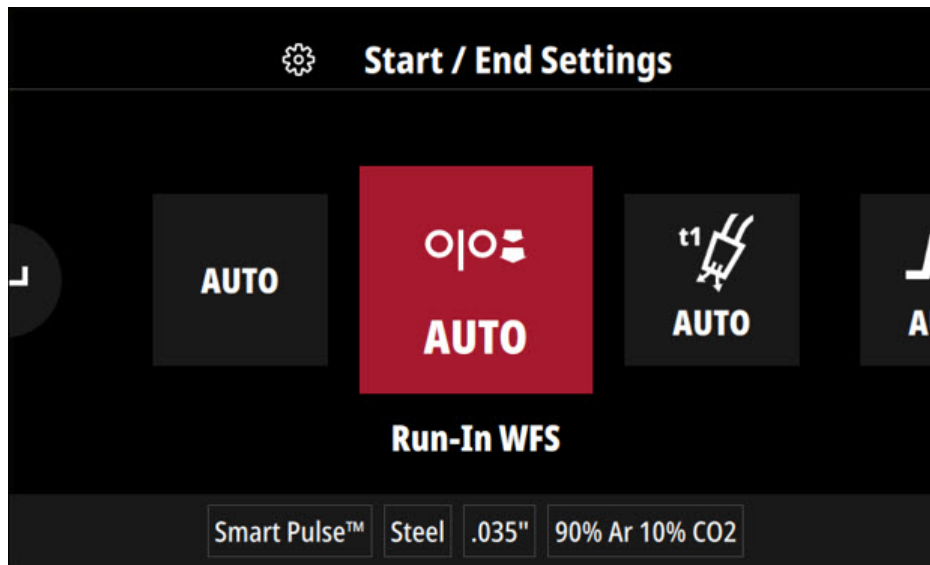 Start / End Settings
AUTO
AUTO
t1
AUTO
Run-In WFS
Smart Pulse™ Steel .035" 90% Ar 10% CO2